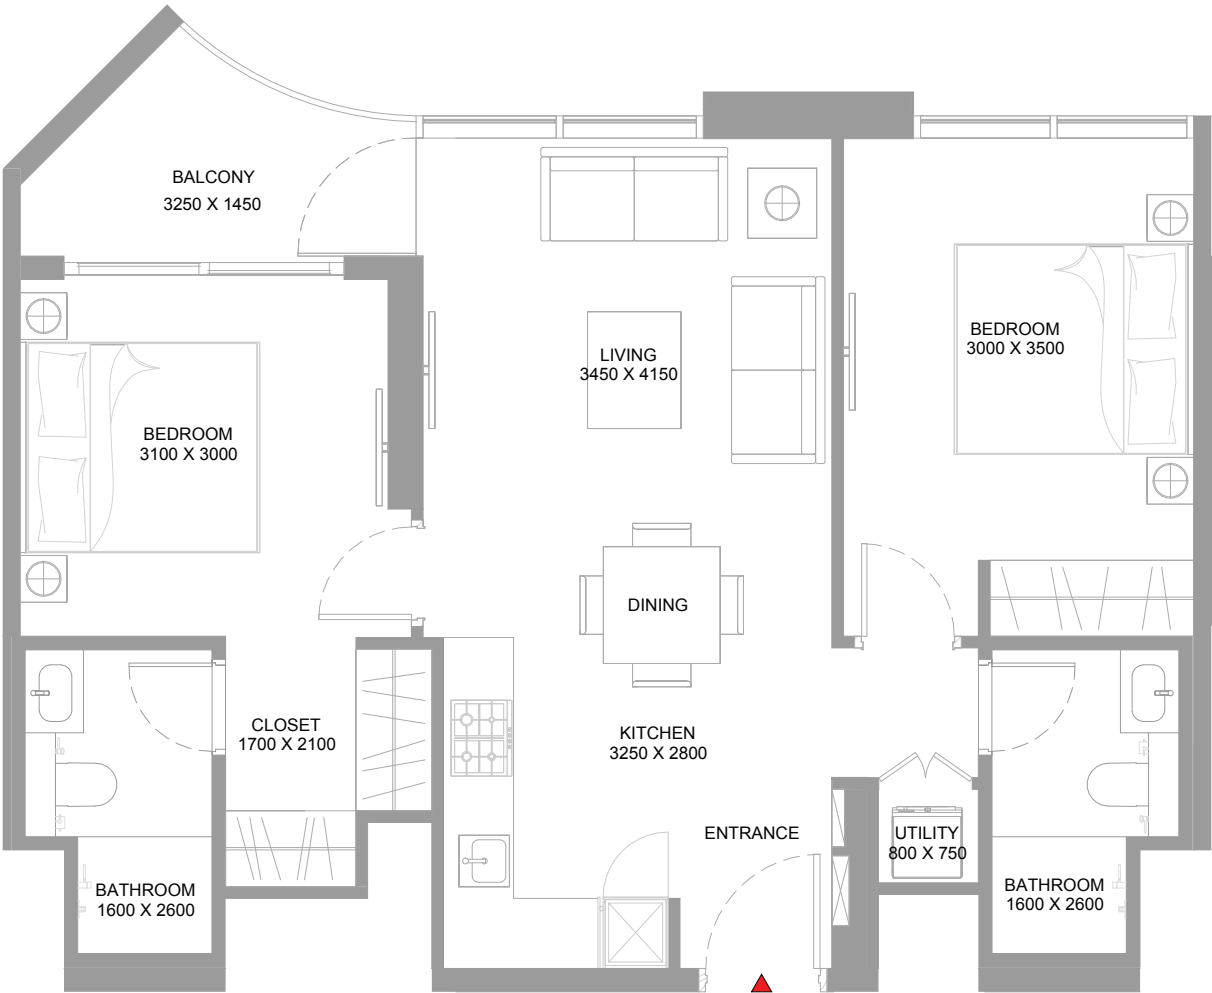 BALCONY
3250 X 1450
BEDROOM
3000 X 3500
LIVING
3450 X 4150
BEDROOM
3100 X 3000
DINING
CLOSET
1700 X 2100
KITCHEN
3250 X 2800
ENTRANCE
UTILITY
800 X 750
BATHROOM
1600 X 2600
BATHROOM
1600 X 2600